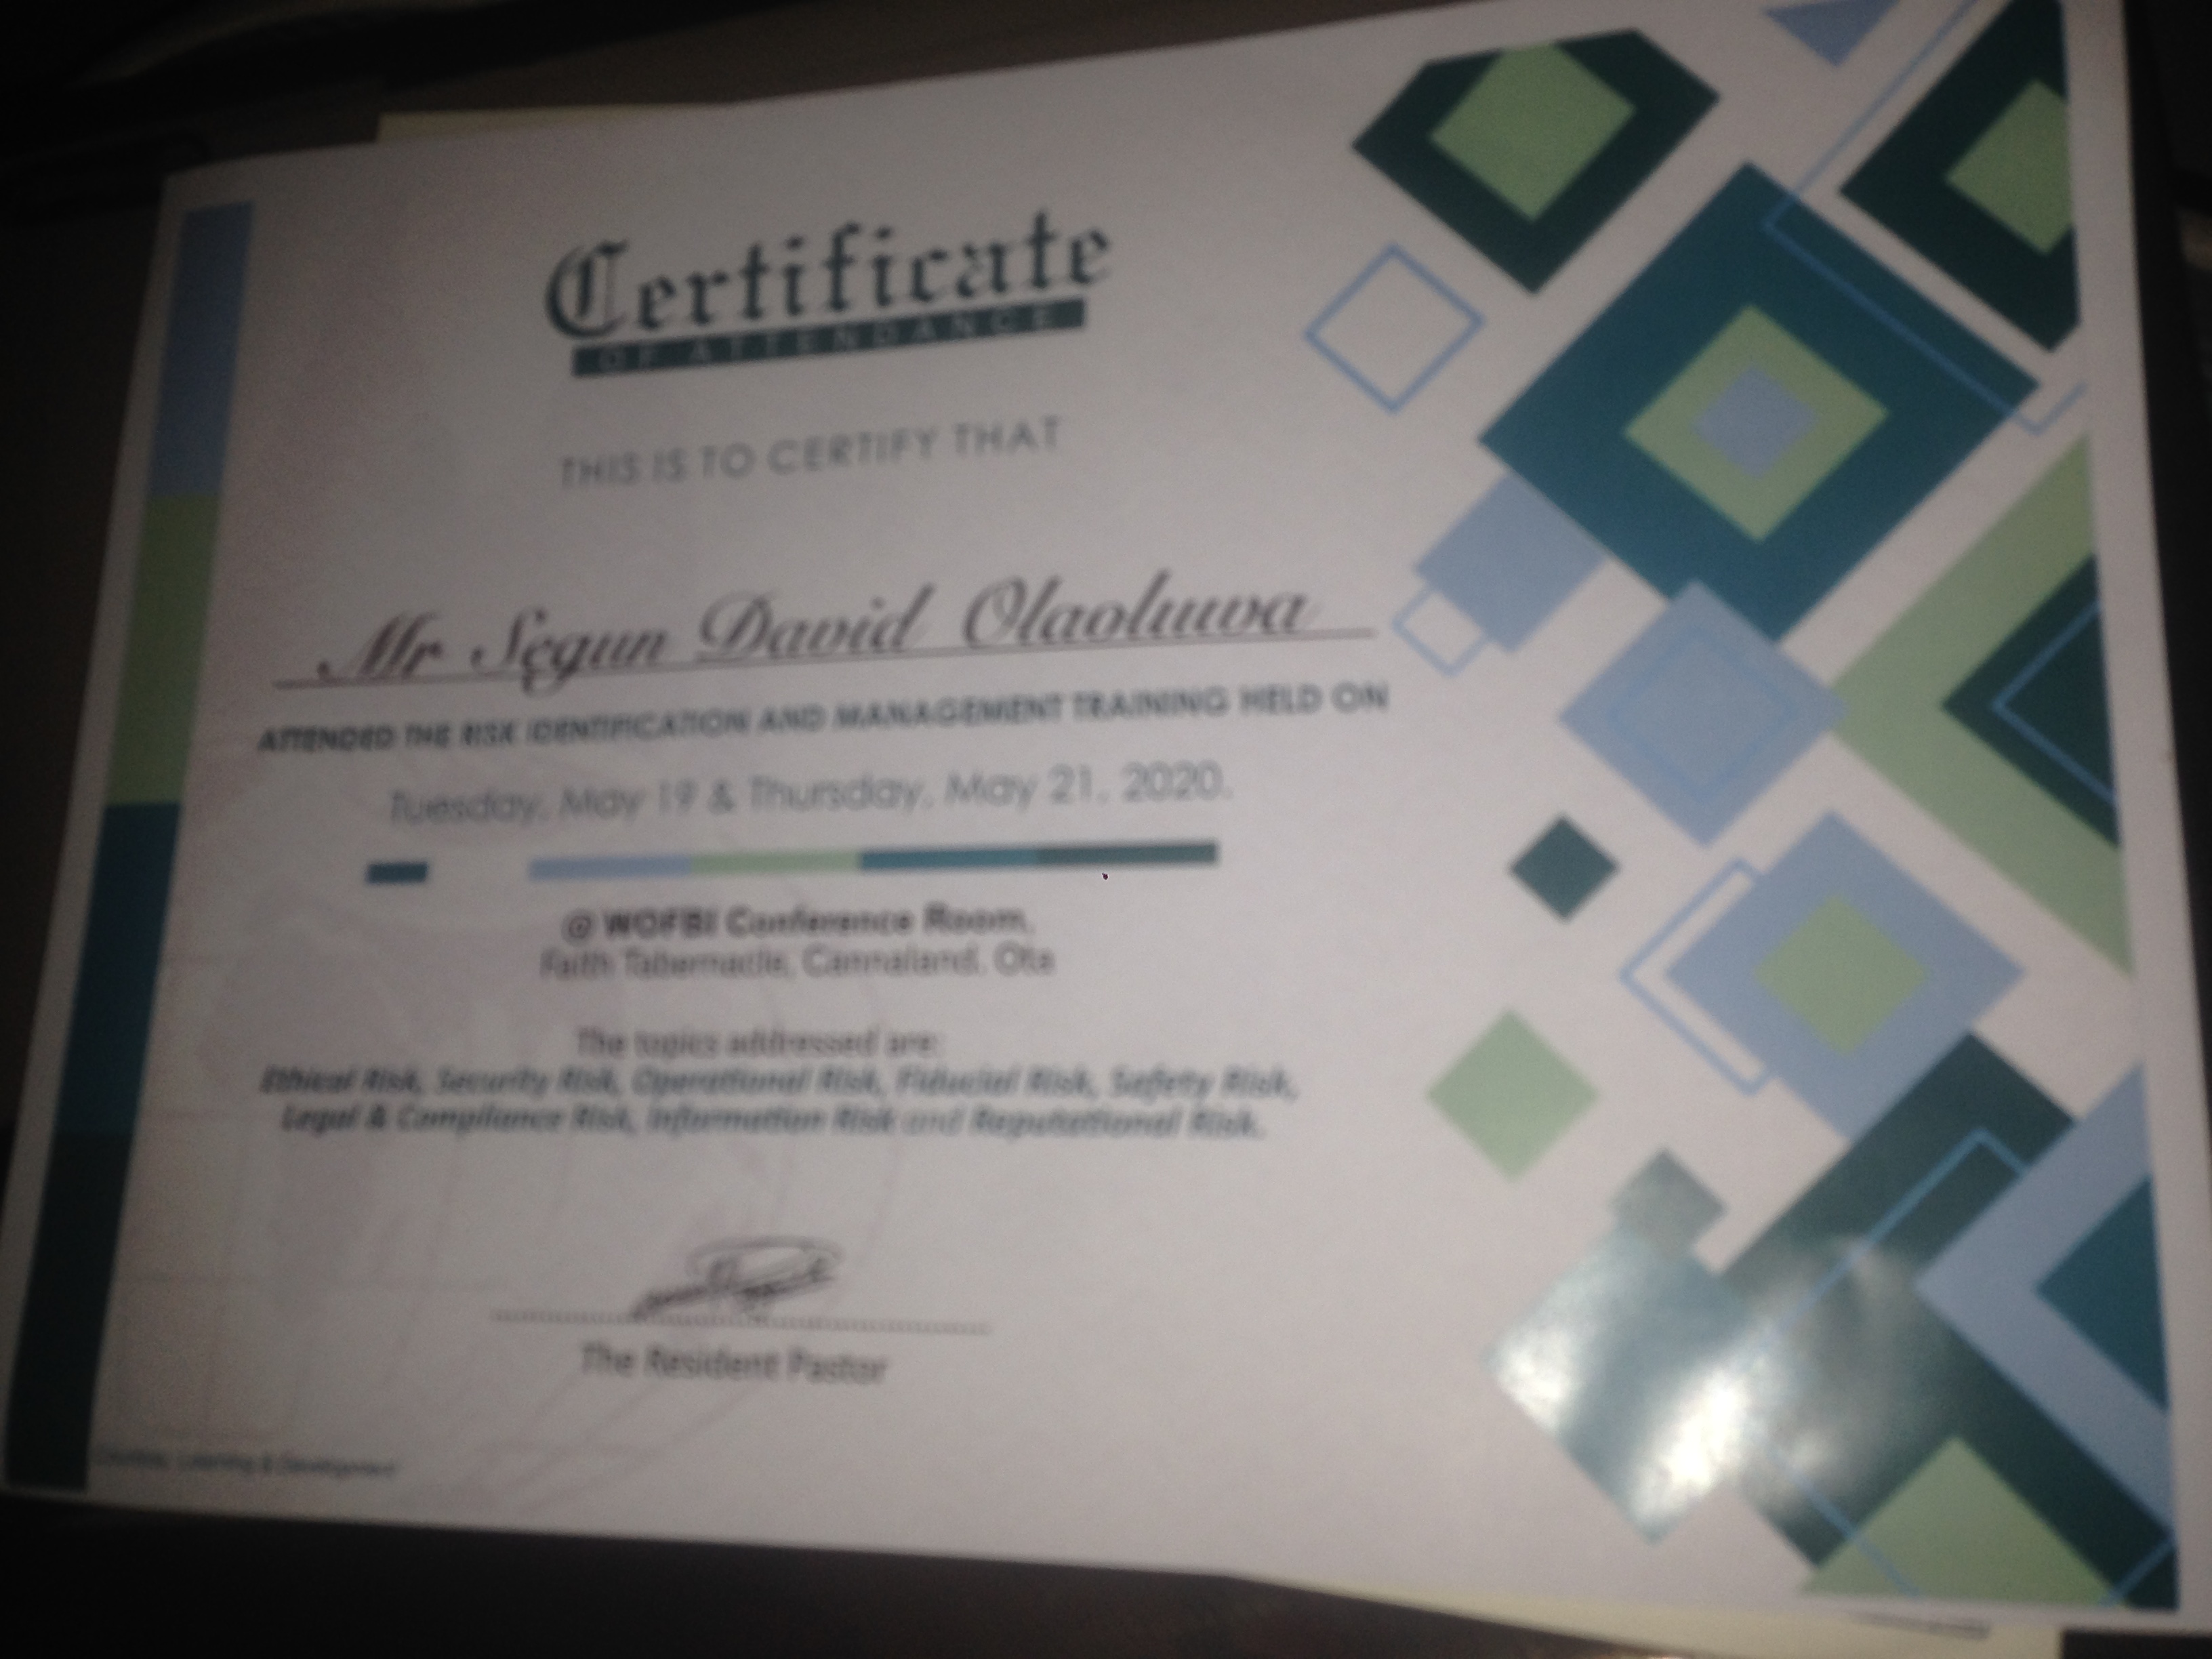 Certificate
OF ATTENDANCE
THIS IS TO CERTIFY THAT
Mr Segun David Olaoluwa
ATTENDED THE RISK IDENTIFICATION AND MANAGEMENT TRAINING HELD ON
Tuesday, May 19 & Thursday, May 21, 2020.
@ WOFBI Conference Room,
Faith Tabernacle, Cannaland, Ota
The topics addressed are:
Ethical Risk, Security Risk, Operational Risk, Fiducial Risk, Safety Risk,
Legal & Compliance Risk, Information Risk and Reputational Risk.
The Resident Pastor
Learning & Development